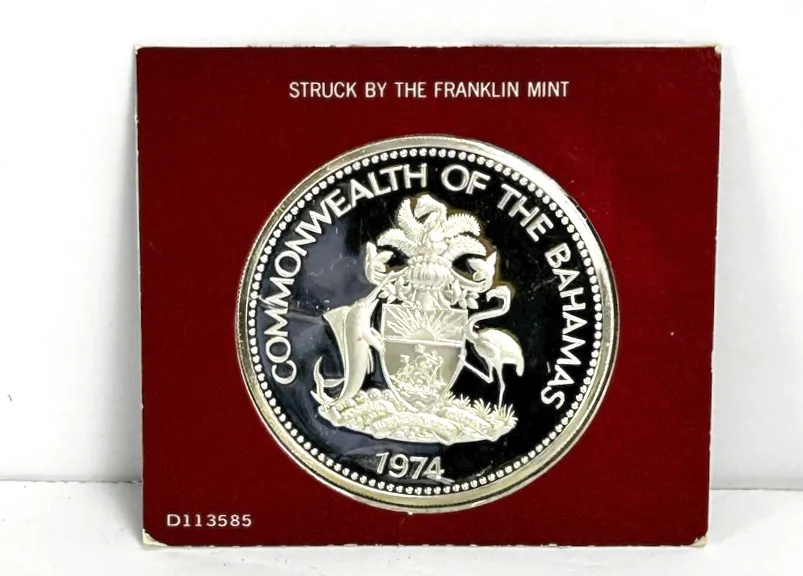 STRUCK BY THE FRANKLIN MINT
COMMONWEALTH OF THE BAHAMAS
1974
D113585